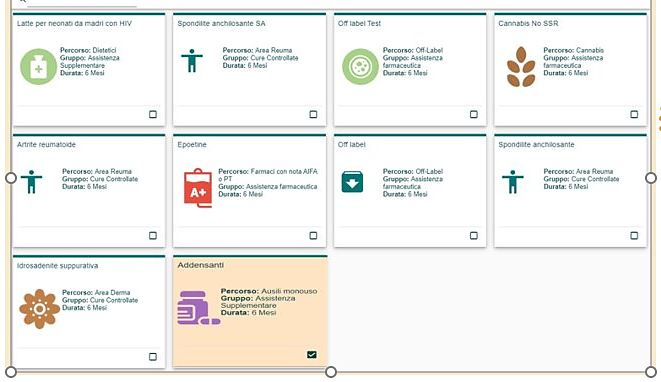 Latte per neonati da madri con HIV
Percorso: Dietetici
Gruppo: Assistenza
Supplementare
Durata: 6 Mesi
Spondilite anchilosante SA
Percorso: Area Reuma
Gruppo: Cure Controllate
Durata: 6 Mesi
Off label Test
Percorso: Off-Label
Gruppo: Assistenza
farmaceutica
Durata: 6 Mesi
Cannabis No SSR
Percorso: Cannabis
Gruppo: Assistenza
farmaceutica
Durata: 6 Mesi
Artrite reumatoide
Percorso: Area Reuma
Gruppo: Cure Controllate
Durata: 6 Mesi
Epoetine
A+
Percorso: Farmaci con nota AIFA
o PT
Gruppo: Assistenza farmaceutica
Durata: 6 Mesi
Off label
Percorso: Off-Label
Gruppo: Assistenza
farmaceutica
Durata: 6 Mesi
Spondilite anchilosante
Percorso: Area Reuma
Gruppo: Cure Controllate
Durata: 6 Mesi
Idrosadenite suppurativa
Percorso: Area Derma
Gruppo: Cure Controllate
Durata: 6 Mesi
Addensanti
Percorso: Ausili monouso
Gruppo: Assistenza
Supplementare
Durata: 6 Mesi